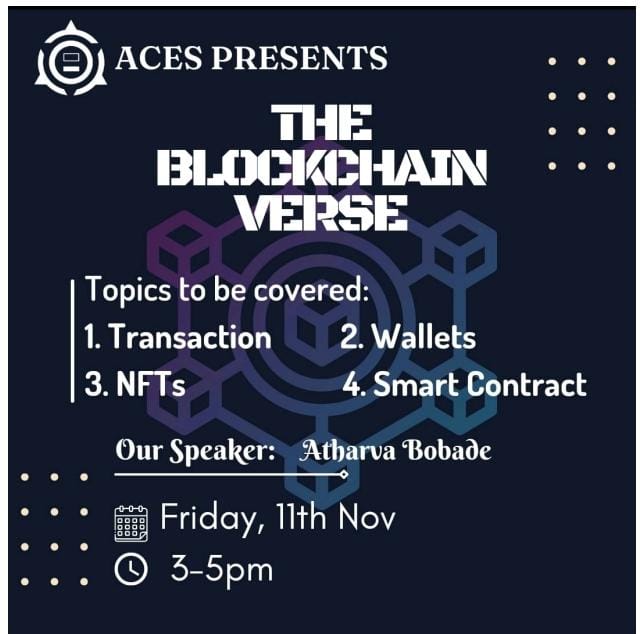 ACES PRESENTS
THE
BLOCKCHAIN
VERSE
Topics to be covered:
1. Transaction 2. Wallets
3. NFTs 4. Smart Contract
Our Speaker: Atharva Bobade
Friday, 11th Nov
3-5pm